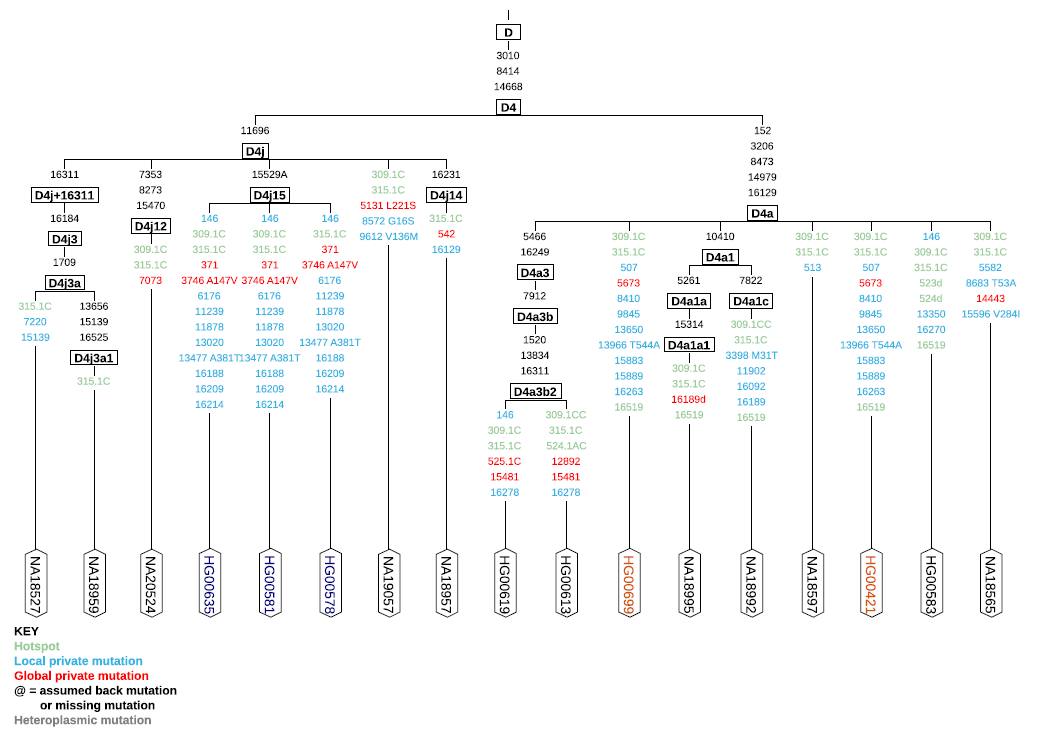 D
3010
8414
14668
D4
11696
D4j
16311
D4j+16311
16184
D4j3
1709
D4j3a
315.1C
7220
15139
13656
15139
16525
D4j3a1
315.1C
7353
8273
15470
D4j12
309.1C
315.1C
7073
15529A
D4j15
146
309.1C
315.1C
371
3746 A147V
6176
11239
11878
13020
13477 A381T
16188
16209
16214
146
309.1C
315.1C
371
3746 A147V
6176
11239
11878
13020
13477 A381T
16188
16209
16214
146
315.1C
371
3746 A147V
6176
11239
11878
13020
13477 A381T
16188
16209
16214
309.1C
315.1C
5131 L221S
8572 G16S
9612 V136M
16231
D4j14
315.1C
542
16129
152
3206
8473
14979
16129
D4a
5466
16249
D4a3
7912
D4a3b
1520
13834
16311
D4a3b2
146
309.1C
315.1C
525.1C
15481
16278
309.1CC
315.1C
524.1AC
12892
15481
16278
309.1C
315.1C
507
5673
8410
9845
13650
13966 T544A
15883
15889
16263
16519
10410
D4a1
5261
D4a1a
15314
D4a1a1
309.1C
315.1C
16189d
16519
7822
D4a1c
309.1CC
315.1C
3398 M31T
11902
16092
16189
16519
309.1C
315.1C
513
309.1C
315.1C
507
5673
8410
9845
13650
13966 T544A
15883
15889
16263
16519
146
309.1C
315.1C
523d
524d
13350
16270
16519
309.1C
315.1C
5582
8683 T53A
14443
15596 V284I
NA18527
NA18959
NA20524
HG00635
HG00581
HG00578
NA19057
NA18957
HG00619
HG00613
HG00699
NA18995
NA18992
NA18597
HG00421
HG00583
NA18565
KEY
Hotspot
Local private mutation
Global private mutation
@ = assumed back mutation
or missing mutation
Heteroplasmic mutation